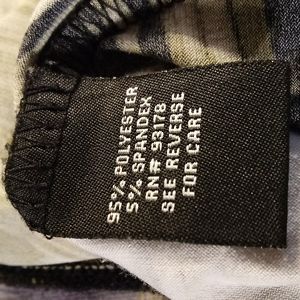 95% POLYESTER
5% SPANDEX
RN# 93178
SEE REVERSE
FOR CARE